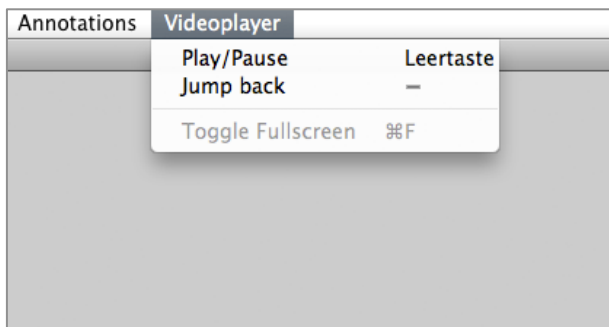 Annotations Videoplayer
Play/Pause Leertaste
Jump back –
Toggle Fullscreen ⌘F